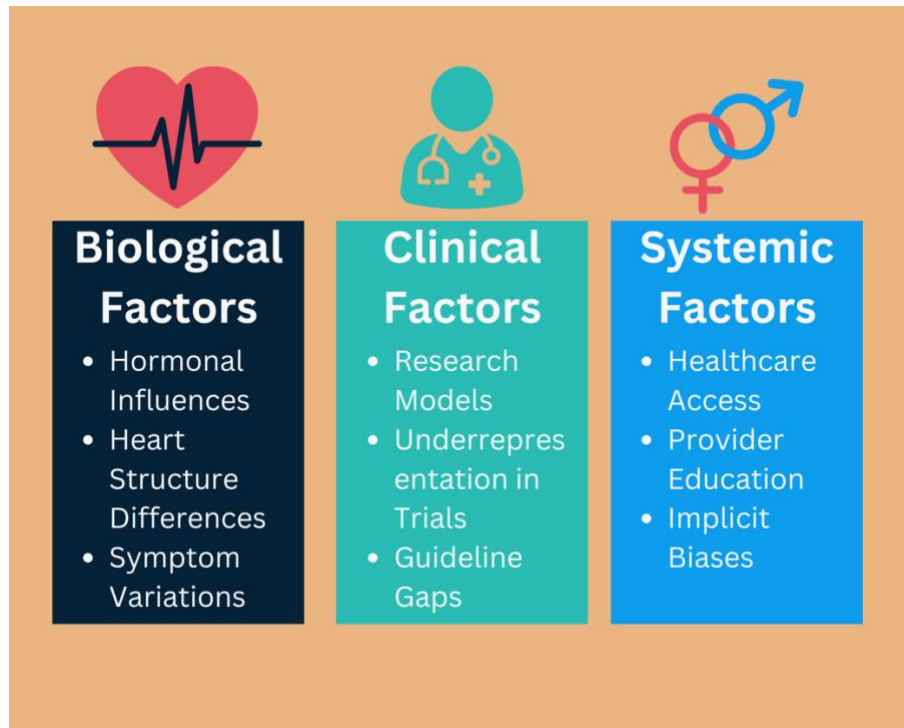 Biological
Factors
• Hormonal
Influences
• Heart
Structure
Differences
• Symptom
Variations
Clinical
Factors
• Research
Models
• Underrepres
entation in
Trials
• Guideline
Gaps
Systemic
Factors
• Healthcare
Access
• Provider
Education
• Implicit
Biases